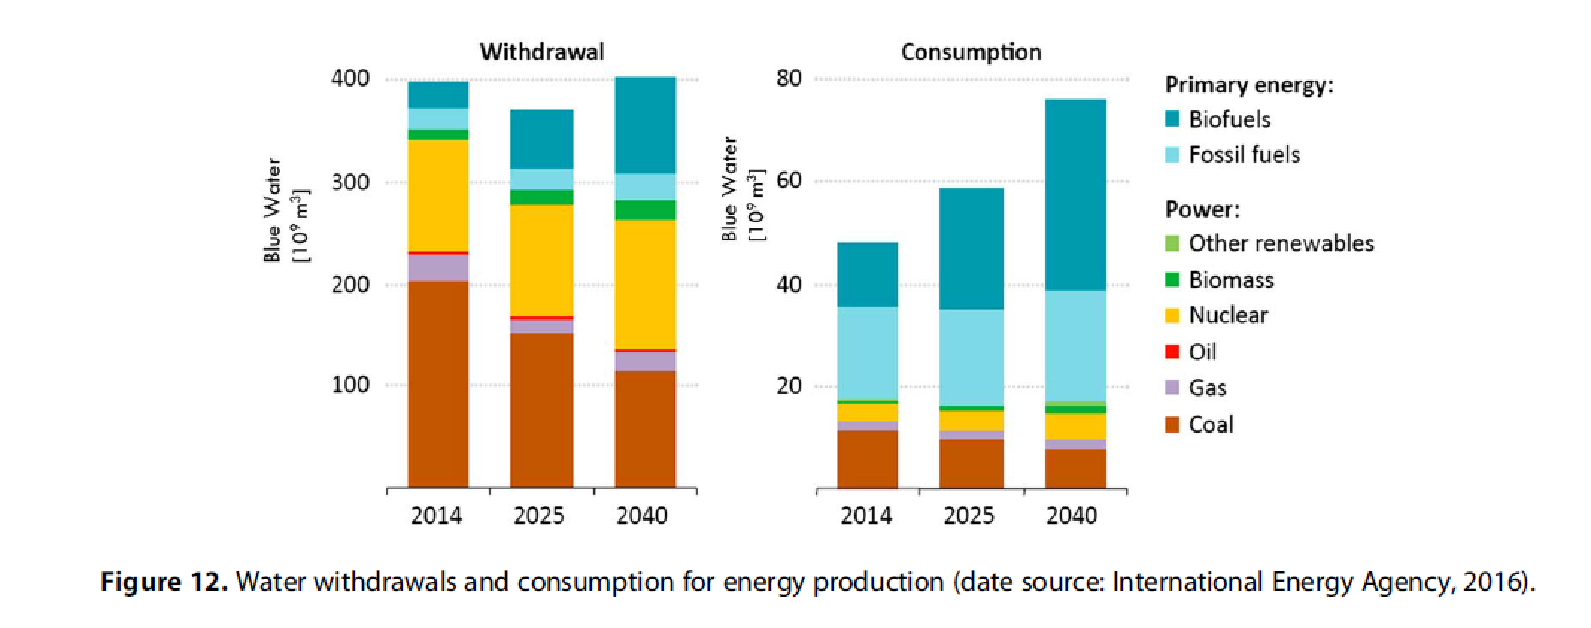 Withdrawal
400
300
200
100
Blue Water
[10⁹ m³]
2014 2025 2040
Consumption
80
60
40
20
Blue Water
[10⁹ m³]
2014 2025 2040
Primary energy:
Biofuels
Fossil fuels
Power:
Other renewables
Biomass
Nuclear
Oil
Gas
Coal
Figure 12. Water withdrawals and consumption for energy production (date source: International Energy Agency, 2016).